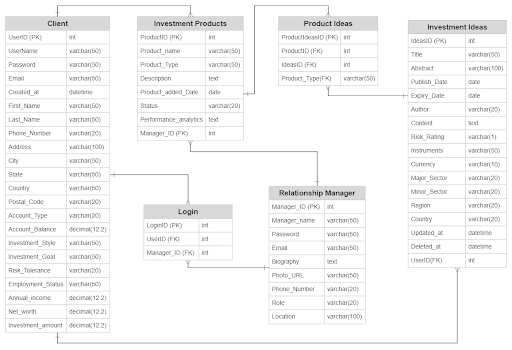 Client
UserID (PK) int
UserName varchar(50)
Password varchar(50)
Email varchar(50)
Created_at datetime
First_Name varchar(50)
Last_Name varchar(50)
Phone_Number varchar(20)
Address varchar(100)
City varchar(50)
State varchar(50)
Country varchar(50)
Postal_Code varchar(20)
Account_Type varchar(20)
Account_Balance decimal(12.2)
Investment_Style varchar(50)
Investment_Goal varchar(50)
Risk_Tolerance varchar(20)
Employment_Status varchar(50)
Annual_income decimal(12.2)
Net_worth decimal(12.2)
Investment_amount decimal(12.2)
Investment Products
ProductID (PK) int
Product_name varchar(50)
Product_Type varchar(50)
Description text
Product_added_Date date
Status varchar(20)
Performance_analytics text
Manager_ID (FK) int
Product Ideas
ProductIdeasID (PK) int
ProductID (FK) int
IdeasID (FK) int
Product_Type(FK) varchar(50)
Investment Ideas
IdeasID (PK) int
Title varchar(50)
Abstract varchar(100)
Publish_Date date
Expiry_Date date
Author varchar(20)
Content text
Risk_Rating varchar(1)
instruments varchar(50)
Currency varchar(10)
Major_Sector varchar(20)
Minor_Sector varchar(20)
Region varchar(20)
Country varchar(20)
Updated_at datetime
Deleted_at datetime
UserID(FK) int
Login
LoginID (PK) int
UserID (FK) int
Manager_ID (FK) int
Relationship Manager
Manager_ID (PK) int
Manager_name varchar(50)
Password varchar(50)
Email varchar(50)
Biography text
Photo_URL varchar(50)
Phone_Number varchar(20)
Role varchar(20)
Location varchar(100)